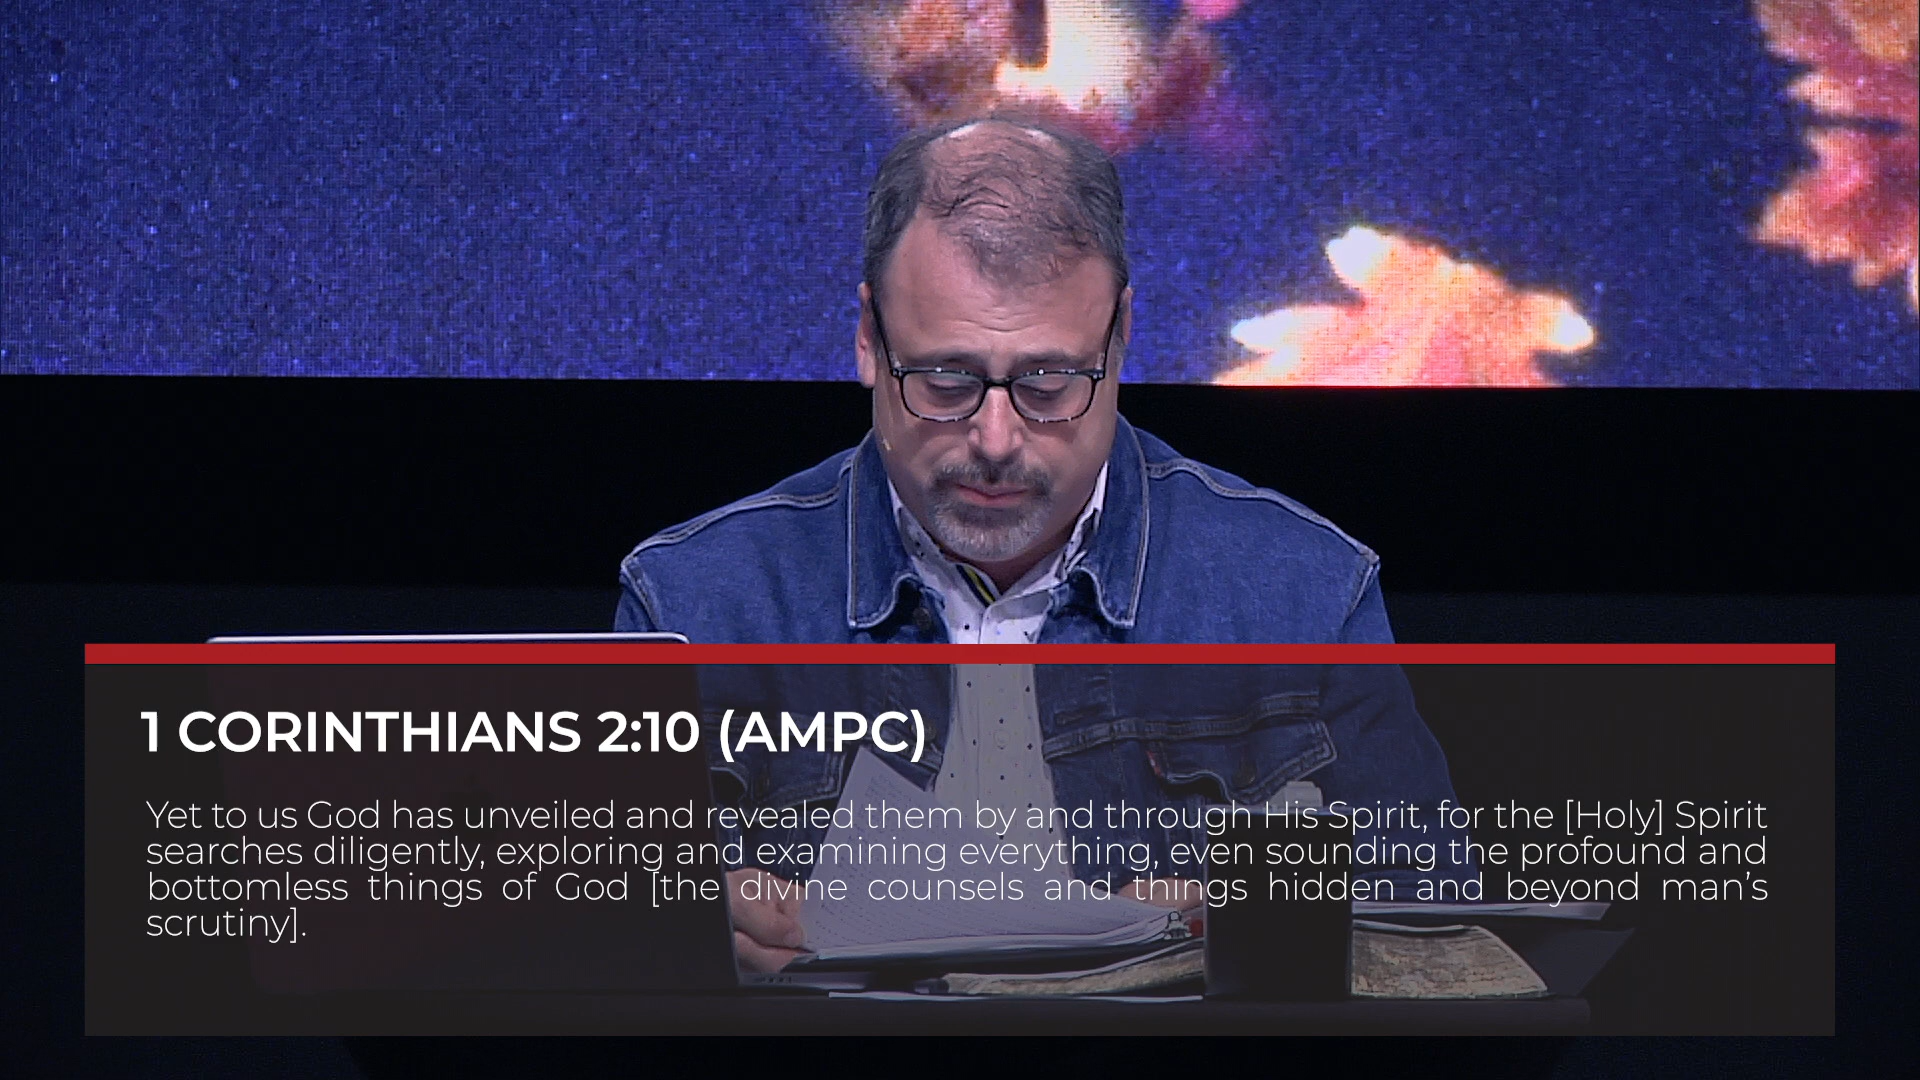 1 CORINTHIANS 2:10 (AMPC)
Yet to us God has unveiled and revealed them by and through His Spirit, for the [Holy] Spirit
searches diligently, exploring and examining everything, even sounding the profound and
bottomless things of God [the divine counsels and things hidden and beyond man’s
scrutiny].